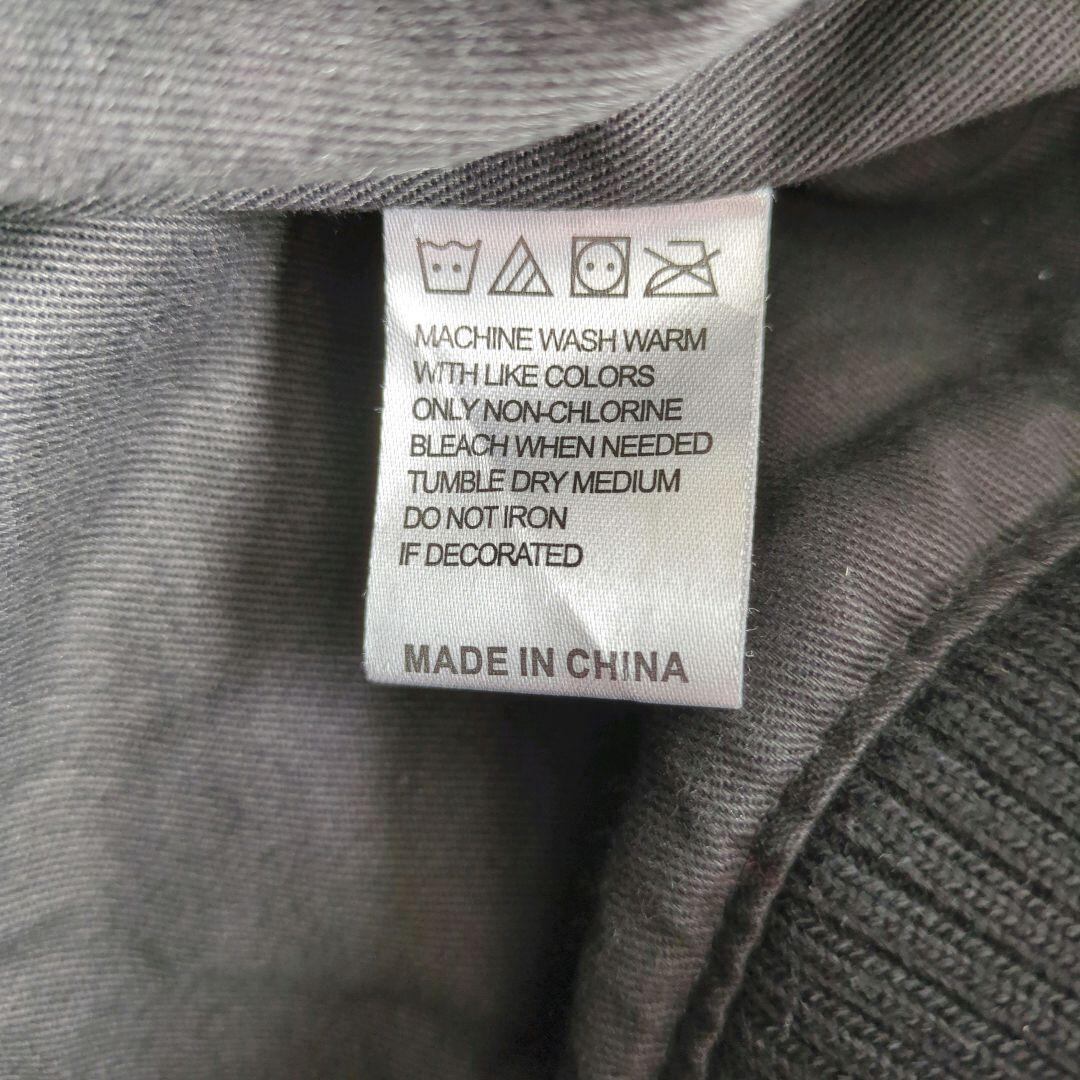 MACHINE WASH WARM
WITH LIKE COLORS
ONLY NON-CHLORINE
BLEACH WHEN NEEDED
TUMBLE DRY MEDIUM
DO NOT IRON
IF DECORATED
MADE IN CHINA